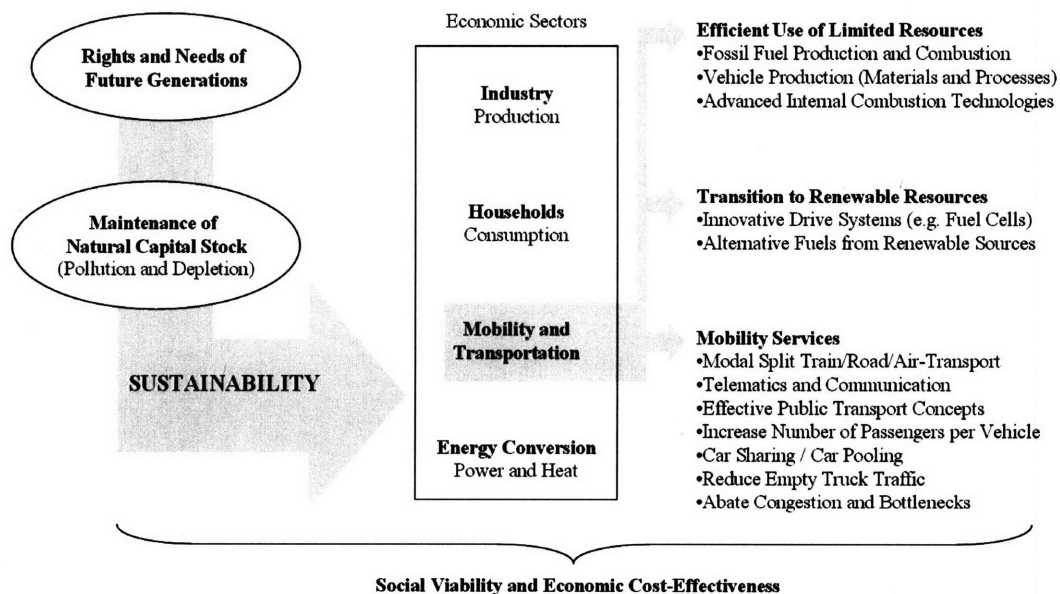 Rights and Needs of
Future Generations
Maintenance of
Natural Capital Stock
(Pollution and Depletion)
SUSTAINABILITY
Economic Sectors
Industry
Production
Households
Consumption
Mobility and
Transportation
Energy Conversion
Power and Heat
Efficient Use of Limited Resources
•Fossil Fuel Production and Combustion
•Vehicle Production (Materials and Processes)
•Advanced Internal Combustion Technologies
Transition to Renewable Resources
•Innovative Drive Systems (e.g. Fuel Cells)
•Alternative Fuels from Renewable Sources
Mobility Services
•Modal Split Train/Road/Air-Transport
•Telematics and Communication
•Effective Public Transport Concepts
•Increase Number of Passengers per Vehicle
•Car Sharing / Car Pooling
•Reduce Empty Truck Traffic
•Abate Congestion and Bottlenecks
Social Viability and Economic Cost-Effectiveness